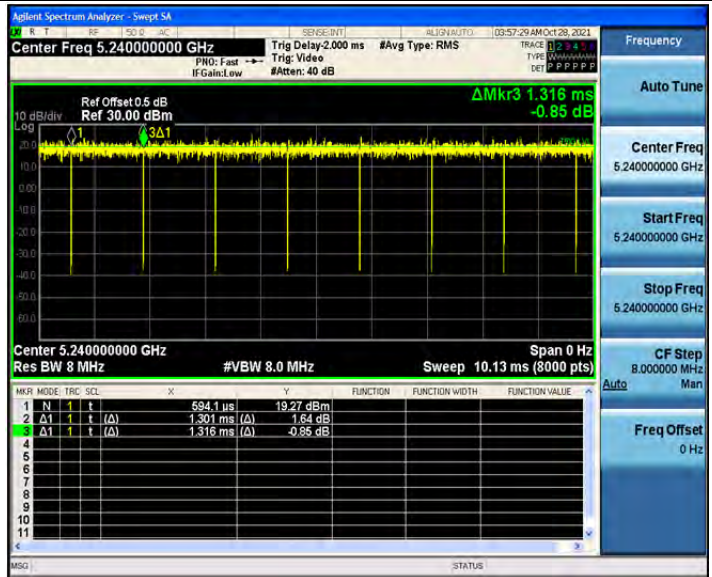 Agilent Spectrum Analyzer - Swept SA
R T RF 50 Ω AC SENSE:INT ALIGN AUTO 03:57:29 AM Oct 28, 2021
Center Freq 5.240000000 GHz
PNO: Fast
IFGain:Low
Trig Delay-2.000 ms
Trig: Video
#Atten: 40 dB
#Avg Type: RMS
TRACE 1 2 3 4 5 6
TYPE
DET P P P P P P
Ref Offset 0.5 dB
10 dB/div Ref 30.00 dBm
Log
ΔMkr3 1.316 ms
-0.85 dB
1
3Δ1
20.0
10.0
0.00
-10.0
-20.0
-30.0
-40.0
-50.0
-60.0
Center 5.240000000 GHz Span 0 Hz
Res BW 8 MHz #VBW 8.0 MHz Sweep 10.13 ms (8000 pts)
MKR MODE TRC SCL X Y FUNCTION FUNCTION WIDTH FUNCTION VALUE
1 N 1 t 594.1 µs 19.27 dBm
2 Δ1 1 t (Δ) 1.301 ms (Δ) 1.64 dB
3 Δ1 1 t (Δ) 1.316 ms (Δ) -0.85 dB
4
5
6
7
8
9
10
11
MSG STATUS
Frequency
Auto Tune
Center Freq
5.240000000 GHz
Start Freq
5.240000000 GHz
Stop Freq
5.240000000 GHz
CF Step
8.000000 MHz
Auto Man
Freq Offset
0 Hz